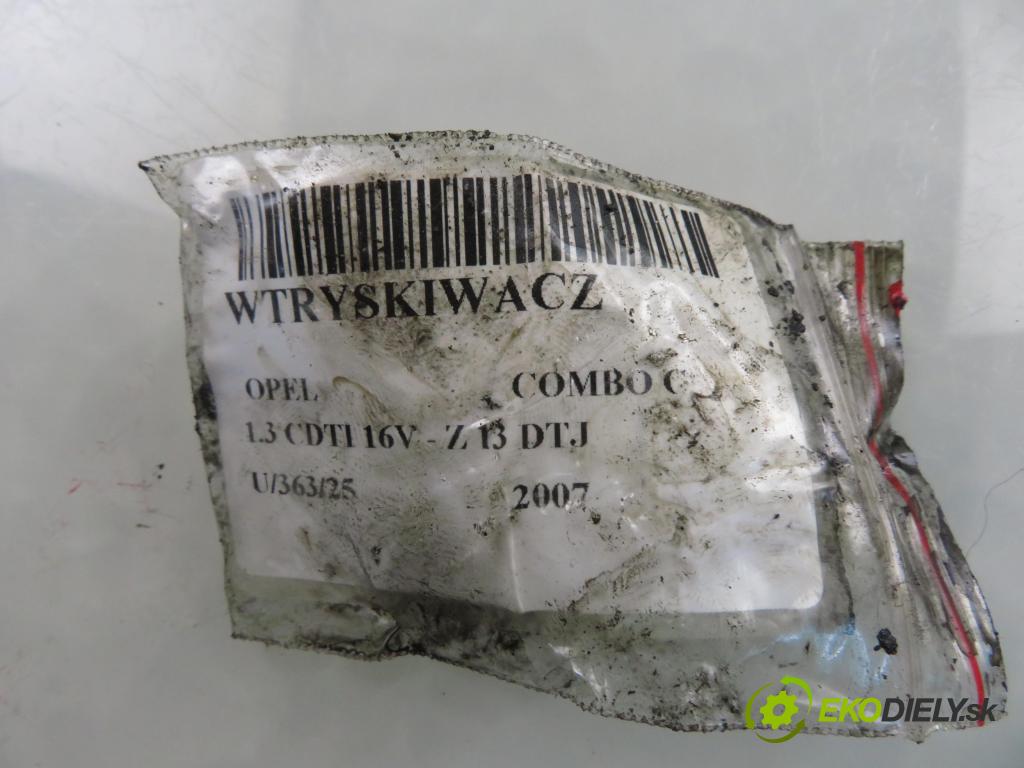 WTRYSKIWACZ
OPEL COMBO C
1.3 CDTI 16V - Z 13 DTJ
U/363/25 2007
EKODIELY.sk